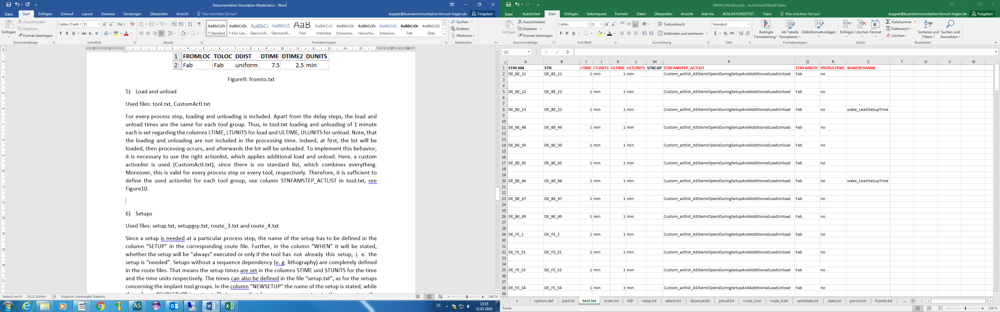 Dokumentation Simulation Model.docx - Word
Datei Start Einfügen Entwurf Layout Verweise Sendungen Überprüfen Ansicht Was möchten Sie tun? koppde@buerokommunikation.fernuni-hagen.de Freigeben
Einfügen Ausschneiden Kopieren Format übertragen
Calibri (Textk 11
AaBbCcDc AaBbCcDc AaBbCc AaBbCcE AaB AaBbCcC AaBbCcDt AaBbCcDt AaBbCcDt AaBbCcDc AaBbCcDc
¶ Standard ¶ Kein Lee... Überschrif... Überschrif... Titel Untertitel Schwache... Hervorhe... Intensive... Fett Zitat
Suchen Ersetzen Markieren
Zwischenablage Schriftart Absatz Formatvorlagen Bearbeiten
1 FROMLOC TOLOC DDIST DTIME DTIME2 DUNITS
2 Fab Fab uniform 7.5 2.5 min
Figure9: fromto.txt
5) Load and unload
Used files: tool.txt, CustomActl.txt
For every process step, loading and unloading is included. Apart from the delay steps, the load and
unload times are the same for each tool group. Thus, in tool.txt loading and unloading of 1 minute
each is set regarding the columns LTIME, LTUNITS for load and ULTIME, ULUNITS for unload. Note, that
the loading and unloading are not included in the processing time. Indeed, at first, the lot will be
loaded, then processing occurs, and afterwards the lot will be unloaded. To implement this behavior,
it is necessary to use the right actionlist, which applies additional load and unload. Here, a custom
actionlist is used (CustomActl.txt), since there is no standard list, which combines everything.
Moreover, this is valid for every process step or every tool, respectively. Therefore, it is sufficient to
define the used actionlist for each tool group, see column STNFAMSTEP_ACTLIST in tool.txt, see
Figure10.
6) Setups
Used files: setup.txt, setupgrp.txt, route_3.txt and route_4.txt
Since a setup is needed at a particular process step, the name of the setup has to be defined in the
column “SETUP” in the corresponding route file. Further, in the column “WHEN” it will be stated,
whether the setup will be “always” executed or only if the tool has not already this setup, i. e. the
setup is “needed”. Setups without a sequence dependency (e. g. lithography) are completely defined
in the route files. That means the setup times are set in the columns STIME und STUNITS for the time
and the time units respectively. The times can also be defined in the file “setup.txt”, as for the setups
concerning the implant tool groups. In the column “NEWSETUP” the name of the setup is stated, while
Seite 6 von 9 3122 Wörter Englisch (Vereinigte Staaten) 140 %
DE 13:15
11.07.2019
MASM_Model.xmdx - AutoSched Model Editor
Datei AutoSched Start Einfügen Seitenlayout Formeln Daten Überprüfen Ansicht Add-Ins AUSLASTUNGSTEST Team Was möchten Sie tun? koppde@buerokommunikation.fernuni-hagen.de Freigeben
Einfügen Ausschneiden Kopieren Format übertragen
Calibri 11
Textumbruch Verbinden und zentrieren
Standard
Bedingte Formatierung Als Tabelle formatieren Zellenformatvorlagen
Einfügen Löschen Format
AutoSumme Füllbereich Löschen Sortieren und Filtern Suchen und Auswählen
Zwischenablage Schriftart Ausrichtung Zahl Formatvorlagen Zellen Bearbeiten
U5 fx
A B I J K L M P Q R S T U V W
1 STNFAM STN LTIME LTUNITS ULTIME ULTUNITS STNCAP STNFAMSTEP_ACTLIST STNFAMLOC PRERULERWL WAKERESRANK
2 DE_BE_11 DE_BE_11 1 min 1 min Custom_actlist_ASISemiOpersDuringSetupAndAdditionalLoadUnload Fab no
3
4
5 DE_BE_12 DE_BE_12 1 min 1 min Custom_actlist_ASISemiOpersDuringSetupAndAdditionalLoadUnload Fab no
6
7
8 DE_BE_13 DE_BE_13 1 min 1 min Custom_actlist_ASISemiOpersDuringSetupAndAdditionalLoadUnload Fab no wake_LeastSetupTime
9
10
11 DE_BE_48 DE_BE_48 1 min 1 min Custom_actlist_ASISemiOpersDuringSetupAndAdditionalLoadUnload Fab no
12
13
14 DE_BE_50 DE_BE_50 1 min 1 min Custom_actlist_ASISemiOpersDuringSetupAndAdditionalLoadUnload Fab no
15
16
17 DE_BE_65 DE_BE_65 1 min 1 min Custom_actlist_ASISemiOpersDuringSetupAndAdditionalLoadUnload Fab no
18
19
20 DE_BE_66 DE_BE_66 1 min 1 min Custom_actlist_ASISemiOpersDuringSetupAndAdditionalLoadUnload Fab no wake_LeastSetupTime
21
22
23 DE_BE_67 DE_BE_67 1 min 1 min Custom_actlist_ASISemiOpersDuringSetupAndAdditionalLoadUnload Fab no
24
25
26 DE_BE_69 DE_BE_69 1 min 1 min Custom_actlist_ASISemiOpersDuringSetupAndAdditionalLoadUnload Fab no
27
28
29 DE_FE_1 DE_FE_1 1 min 1 min Custom_actlist_ASISemiOpersDuringSetupAndAdditionalLoadUnload Fab no
30
31
32 DE_FE_51 DE_FE_51 1 min 1 min Custom_actlist_ASISemiOpersDuringSetupAndAdditionalLoadUnload Fab no
33
34
35 DE_FE_53 DE_FE_53 1 min 1 min Custom_actlist_ASISemiOpersDuringSetupAndAdditionalLoadUnload Fab no
36
37
38 DE_FE_54 DE_FE_54 1 min 1 min Custom_actlist_ASISemiOpersDuringSetupAndAdditionalLoadUnload Fab no
39
options.def part.txt tool.txt order.txt WIP setup.txt attach.txt downcal.txt pmcal.txt route_3.txt route_4.txt semistate.txt state.txt period.txt fromto.txt ...
Ready 100 %